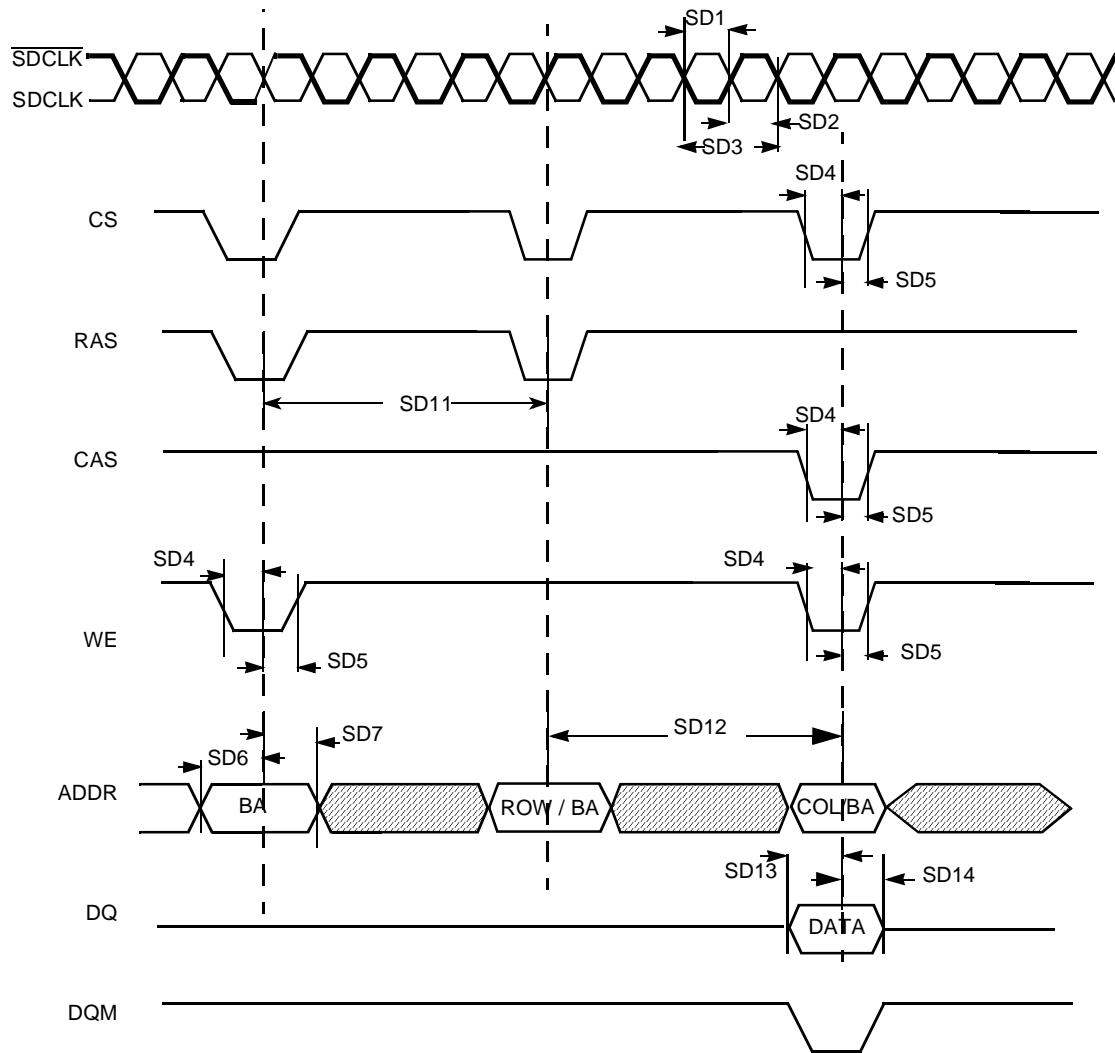 SD1
SDCLK
SDCLK
SD2
SD3
SD4
CS
SD5
RAS
SD11
SD4
CAS
SD5
SD4
SD4
WE
SD5
SD5
SD12
SD7
SD6
ADDR
BA
ROW / BA
COL/BA
SD13
SD14
DQ
DATA
DQM